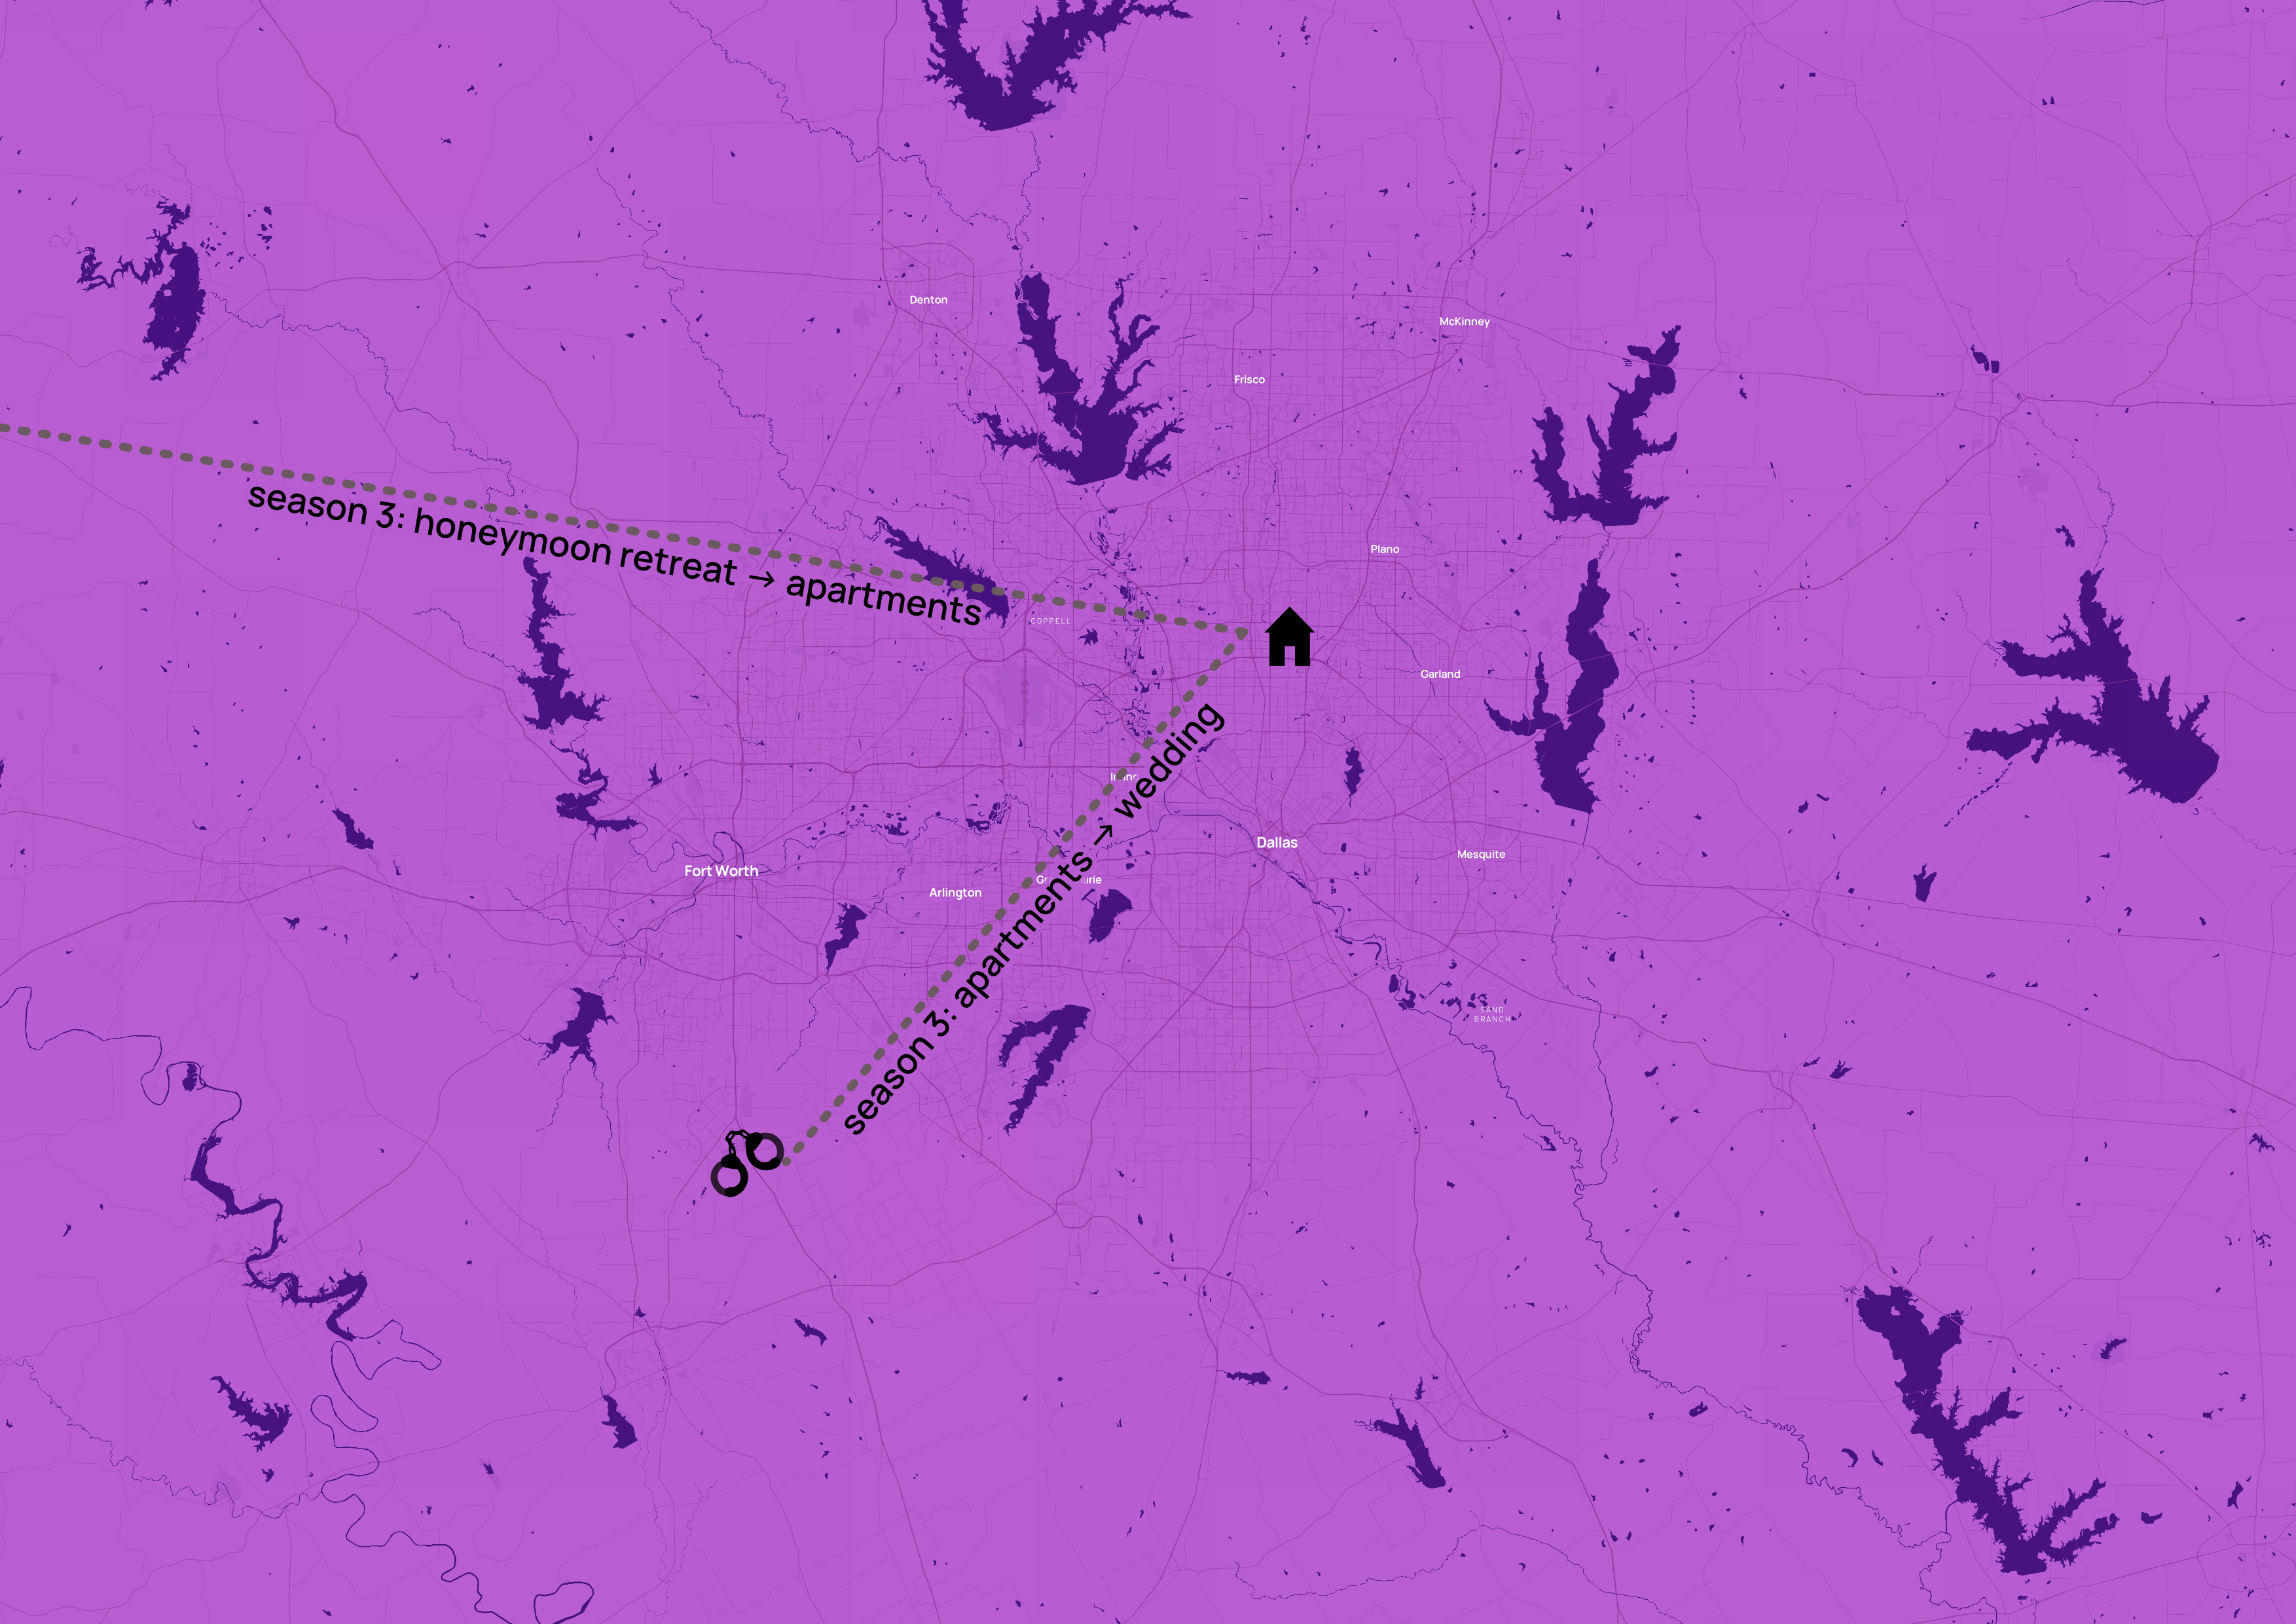 Denton
McKinney
Frisco
season 3: honeymoon retreat → apartments
Plano
COPPELL
Garland
season 3: apartments → wedding
Dallas
Mesquite
Fort Worth
Arlington
SAND
BRANCH